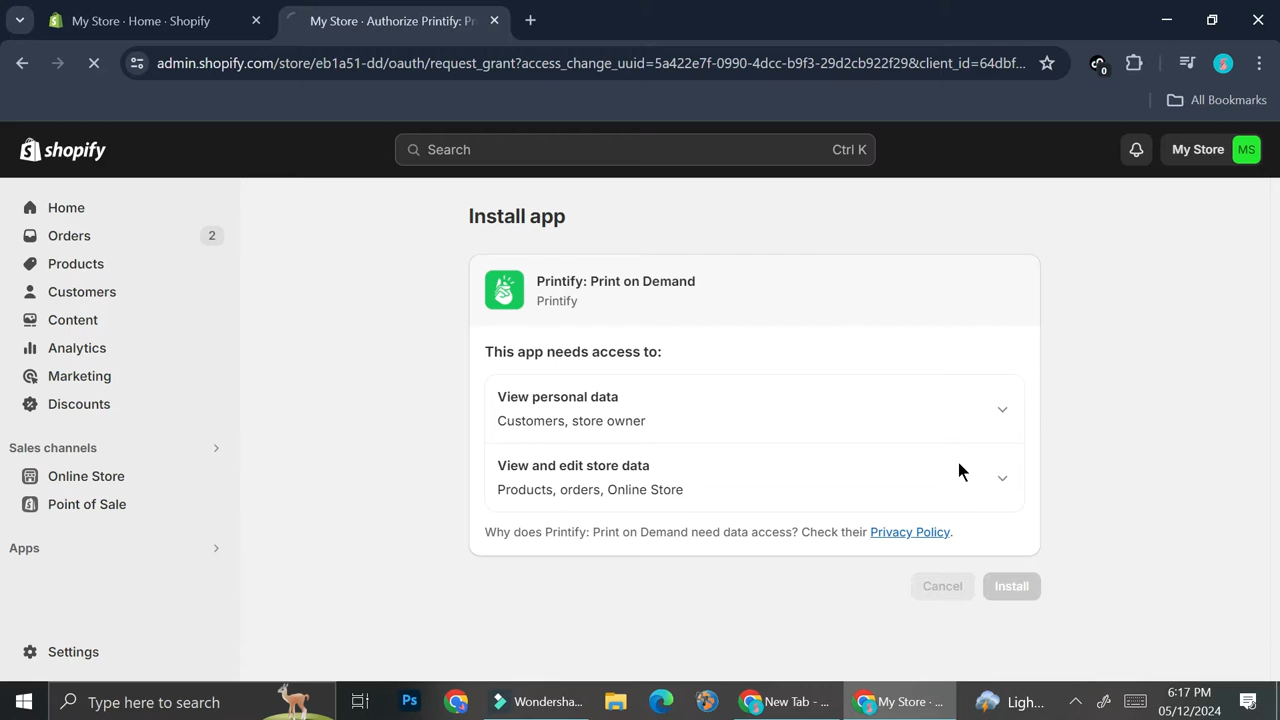 My Store · Home · Shopify
My Store · Authorize Printify: Pr
admin.shopify.com/store/eb1a51-dd/oauth/request_grant?access_change_uuid=5a422e7f-0990-4dcc-b9f3-29d2cb922f29&client_id=64dbf...
0
All Bookmarks
shopify
Search
Ctrl K
My Store
MS
Home
Orders
2
Products
Customers
Content
Analytics
Marketing
Discounts
Sales channels
Online Store
Point of Sale
Apps
Settings
Install app
Printify: Print on Demand
Printify
This app needs access to:
View personal data
Customers, store owner
View and edit store data
Products, orders, Online Store
Why does Printify: Print on Demand need data access? Check their Privacy Policy.
Cancel
Install
Type here to search
Ps
Wondersha...
New Tab - ...
My Store · ...
Ligh...
6:17 PM
05/12/2024